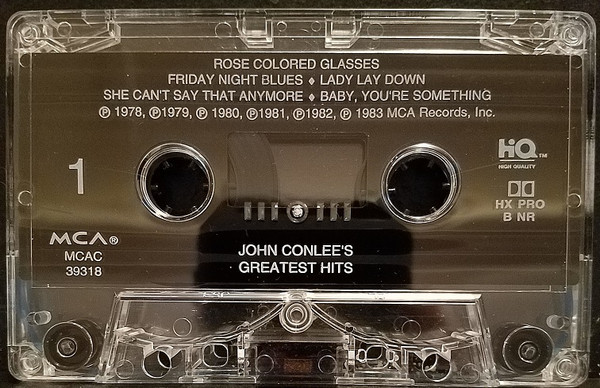 ROSE COLORED GLASSES
FRIDAY NIGHT BLUES ♦ LADY LAY DOWN
SHE CAN'T SAY THAT ANYMORE ♦ BABY, YOU'RE SOMETHING
℗ 1978, ℗1979, ℗ 1980, ℗1981, ℗1982, ℗ 1983 MCA Records, Inc.
1
HiQ™
HIGH QUALITY
HX PRO
B NR
MCA®
MCAC
39318
JOHN CONLEE'S
GREATEST HITS